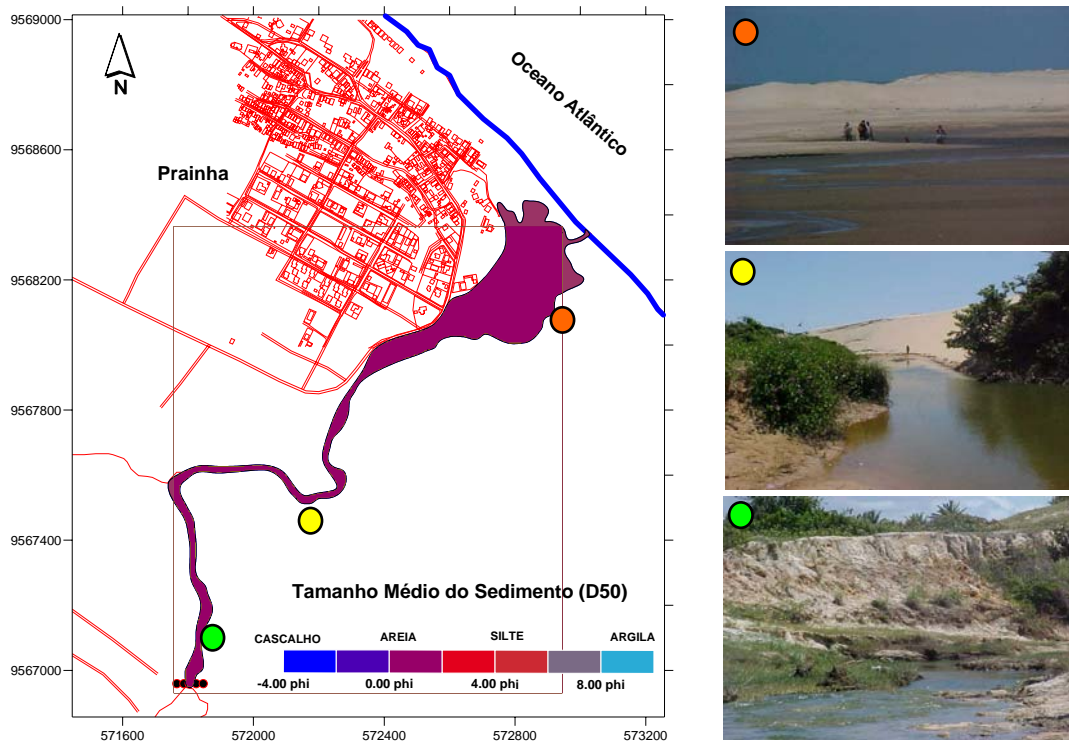 9569000
Oceano Atlântico
N
9568600
Prainha
9568200
9567800
9567400
Tamanho Médio do Sedimento (D50)
CASCALHO AREIA SILTE ARGILA
9567000
-4.00 phi 0.00 phi 4.00 phi 8.00 phi
571600 572000 572400 572800 573200